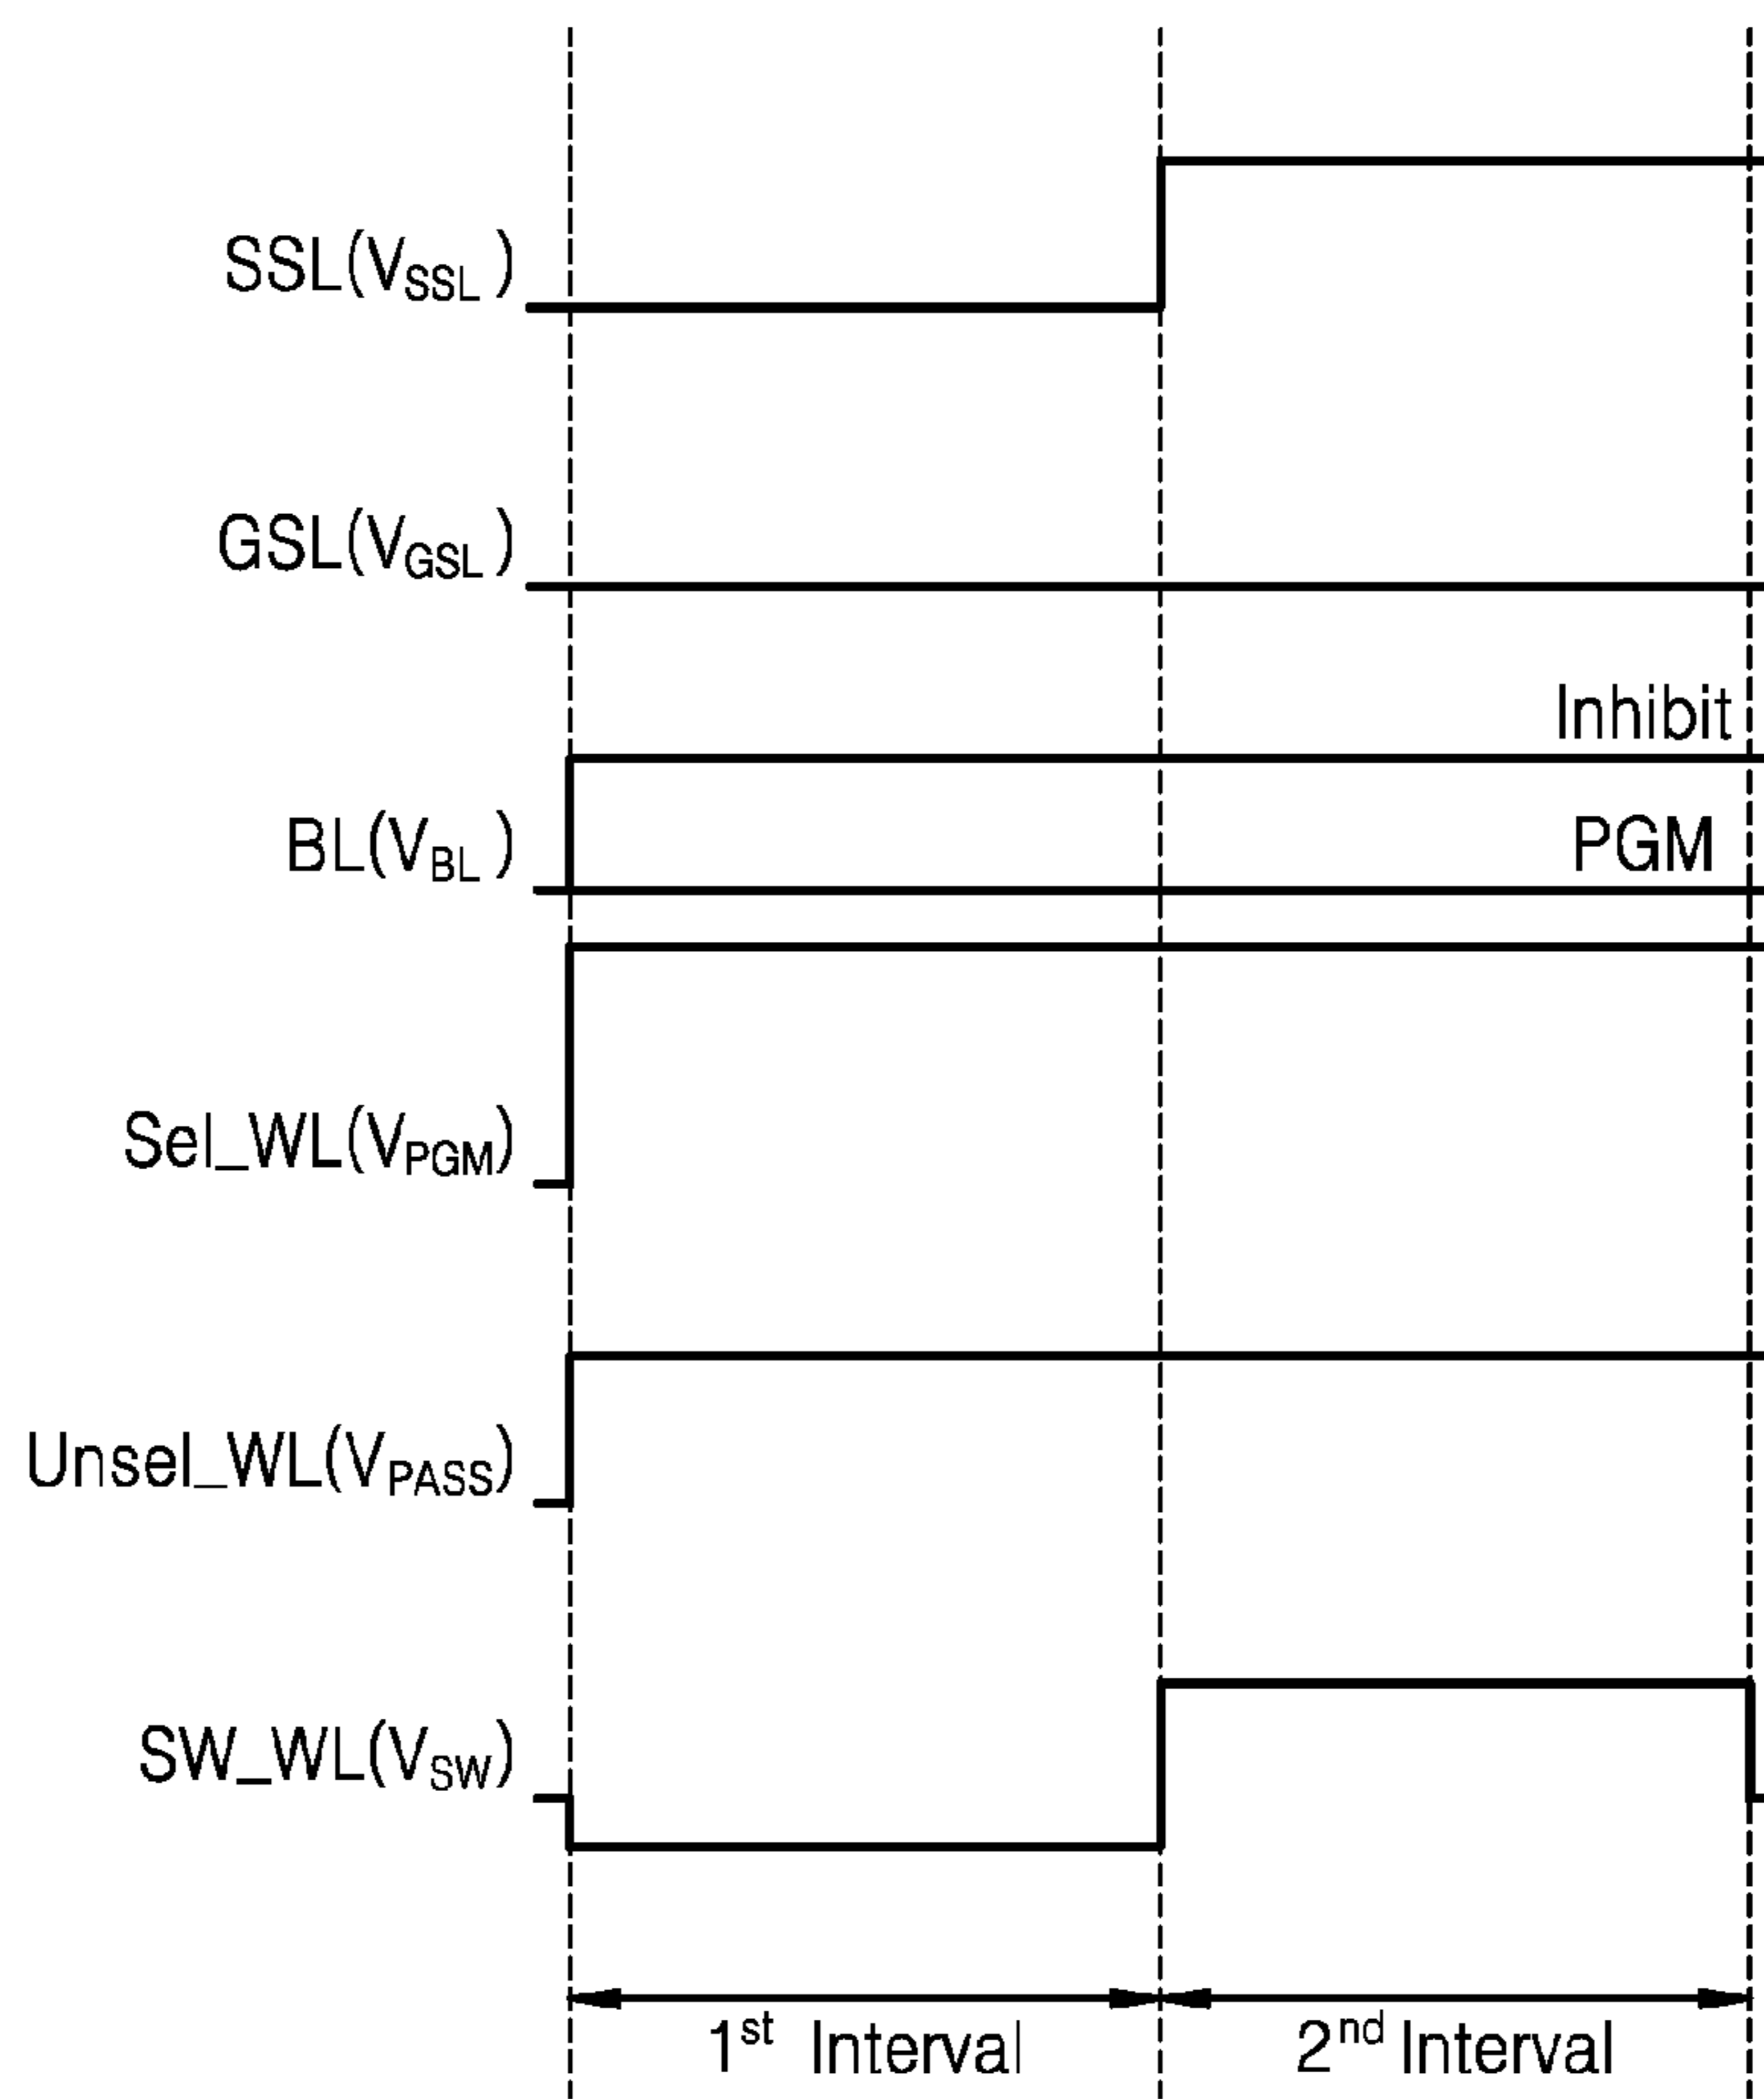 SSL(VSSL)
GSL(VGSL)
Inhibit
BL(VBL)
PGM
Sel_WL(VPGM)
Unsel_WL(VPASS)
SW_WL(VSW)
1st Interval
2nd Interval